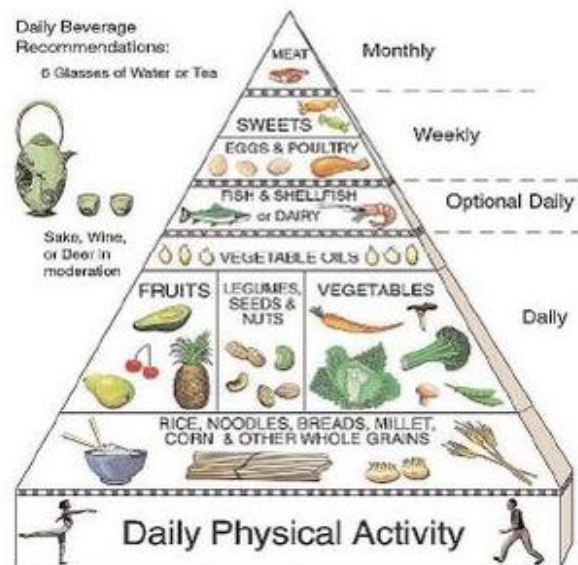 Daily Beverage
Recommendations:
6 Glasses of Water or Tea
Sake, Wine,
or Beer in
moderation
MEAT
Monthly
SWEETS
EGGS & POULTRY
Weekly
FISH & SHELLFISH
or DAIRY
Optional Daily
VEGETABLE OILS
FRUITS
LEGUMES,
SEEDS &
NUTS
VEGETABLES
Daily
RICE, NOODLES, BREADS, MILLET,
CORN & OTHER WHOLE GRAINS
Daily Physical Activity